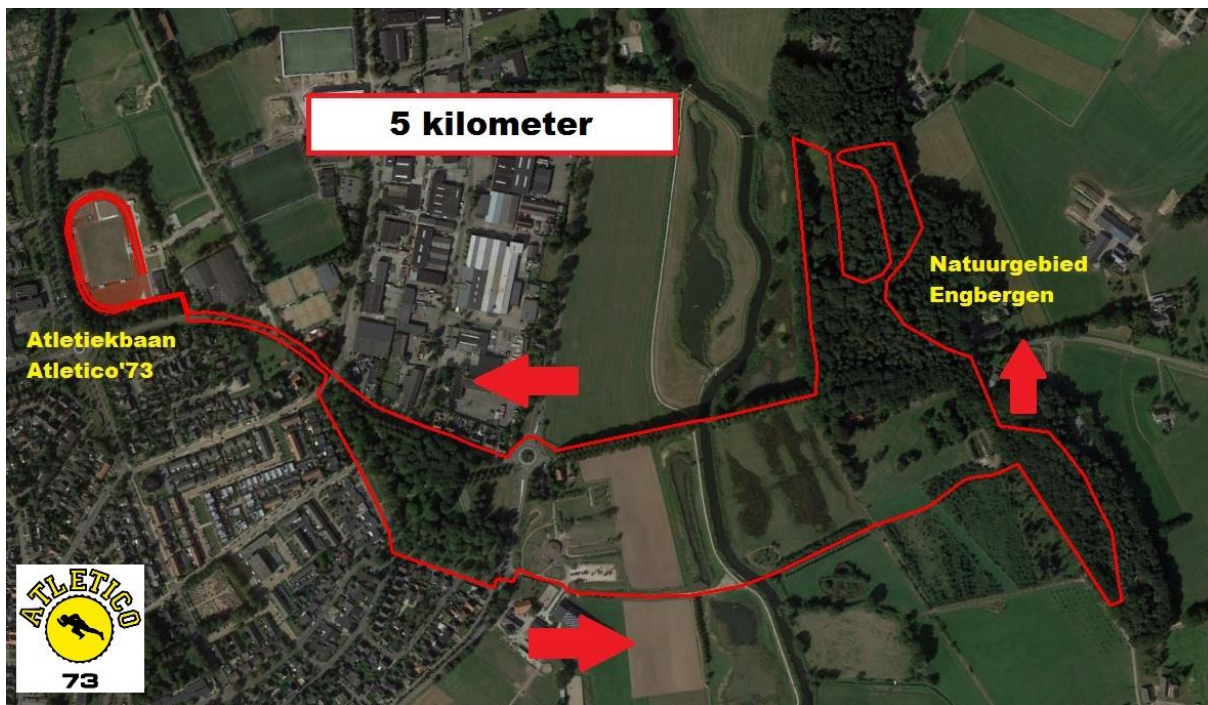 5 kilometer
Natuurgebied
Engbergen
Atletiekbaan
Atletico'73
ATLETICO
73